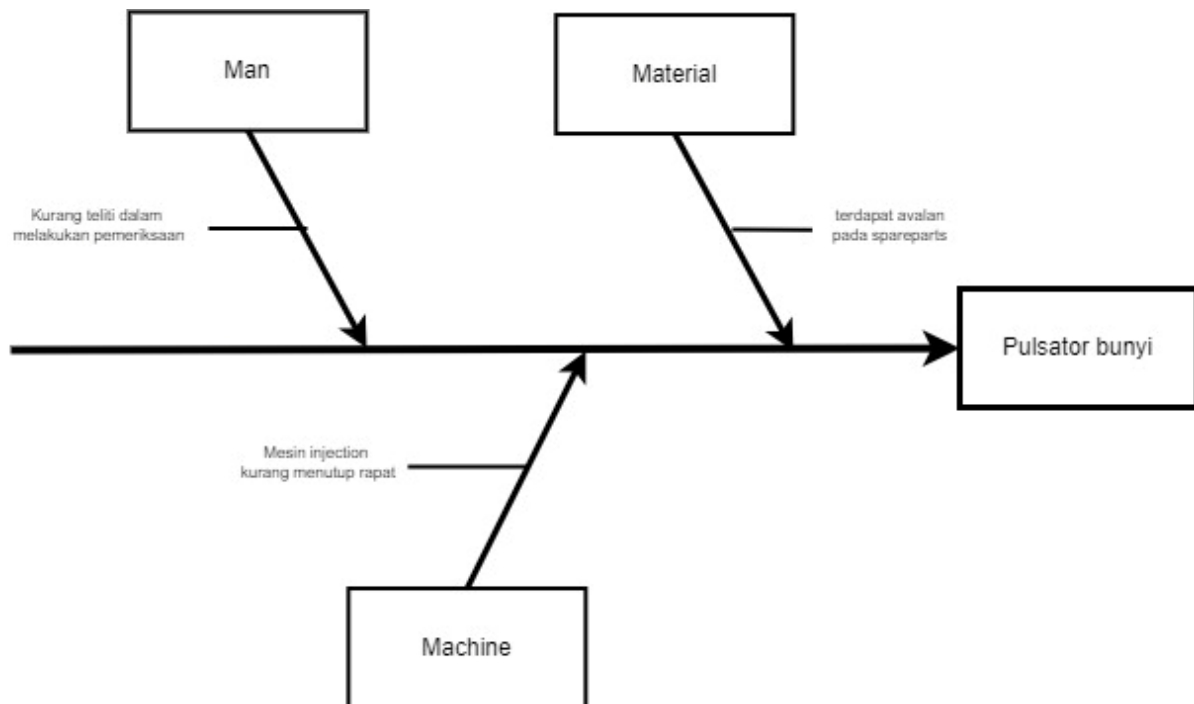 Man
Material
Kurang teliti dalam
melakukan pemeriksaan
terdapat avalan
pada spareparts
Pulsator bunyi
Mesin injection
kurang menutup rapat
Machine